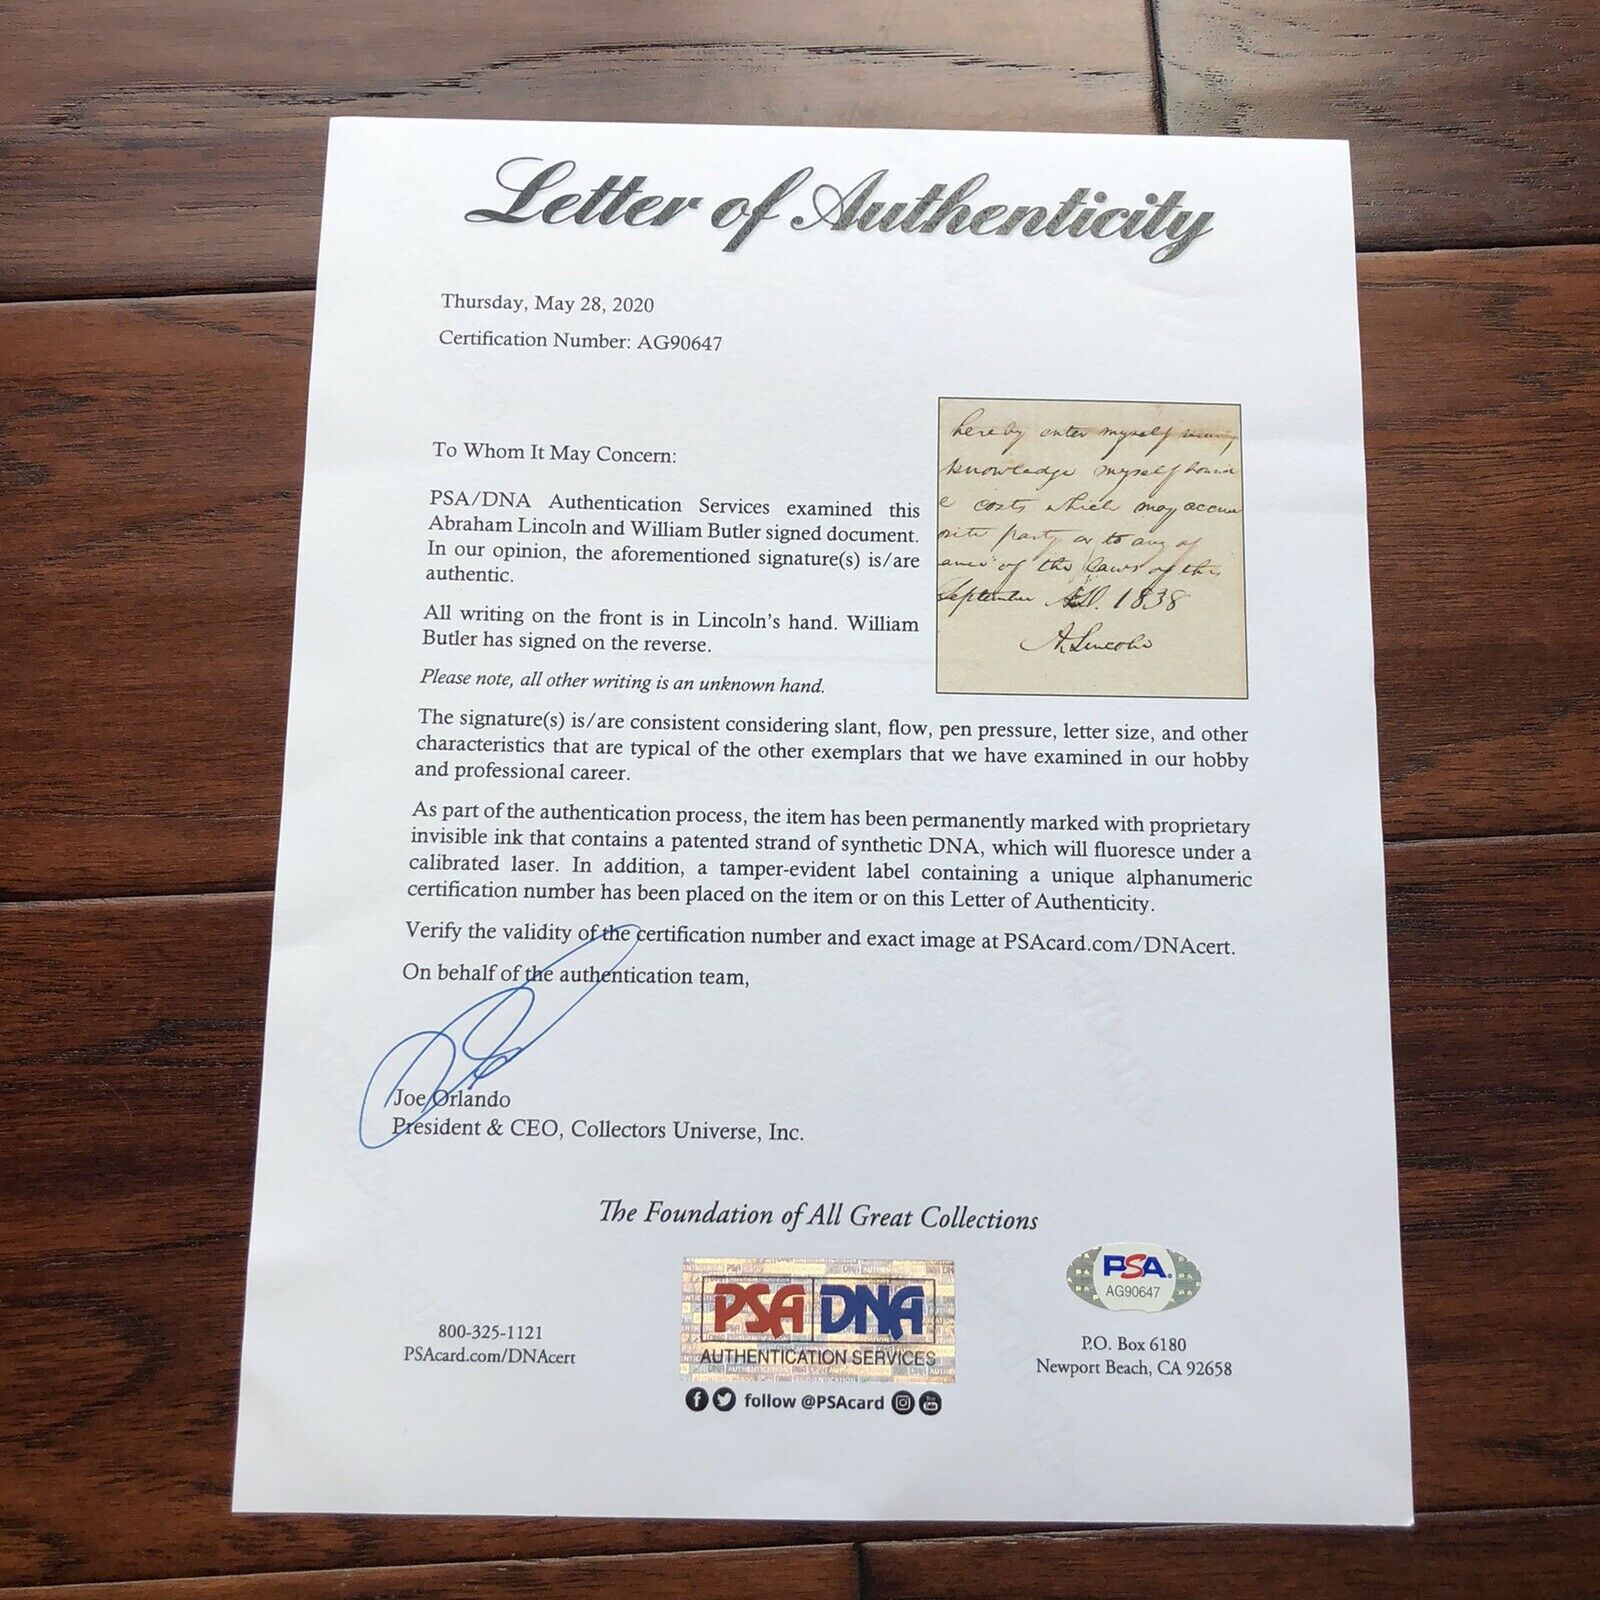 Letter of Authenticity
Thursday, May 28, 2020
Certification Number: AG90647
To Whom It May Concern:
PSA/DNA Authentication Services examined this
Abraham Lincoln and William Butler signed document.
In our opinion, the aforementioned signature(s) is/are
authentic.
All writing on the front is in Lincoln's hand. William
Butler has signed on the reverse.
Please note, all other writing is an unknown hand.
hereby enter myself
knowledge myself bound
e costs which may accrue
osite party or to any of
ance of the laws of this
September A.D. 1838
A. Lincoln
The signature(s) is/are consistent considering slant, flow, pen pressure, letter size, and other
characteristics that are typical of the other exemplars that we have examined in our hobby
and professional career.
As part of the authentication process, the item has been permanently marked with proprietary
invisible ink that contains a patented strand of synthetic DNA, which will fluoresce under a
calibrated laser. In addition, a tamper-evident label containing a unique alphanumeric
certification number has been placed on the item or on this Letter of Authenticity.
Verify the validity of the certification number and exact image at PSAcard.com/DNAcert.
On behalf of the authentication team,
Joe Orlando
President & CEO, Collectors Universe, Inc.
The Foundation of All Great Collections
800-325-1121
PSAcard.com/DNAcert
PSA DNA
AUTHENTICATION SERVICES
follow @PSAcard
PSA
AG90647
P.O. Box 6180
Newport Beach, CA 92658